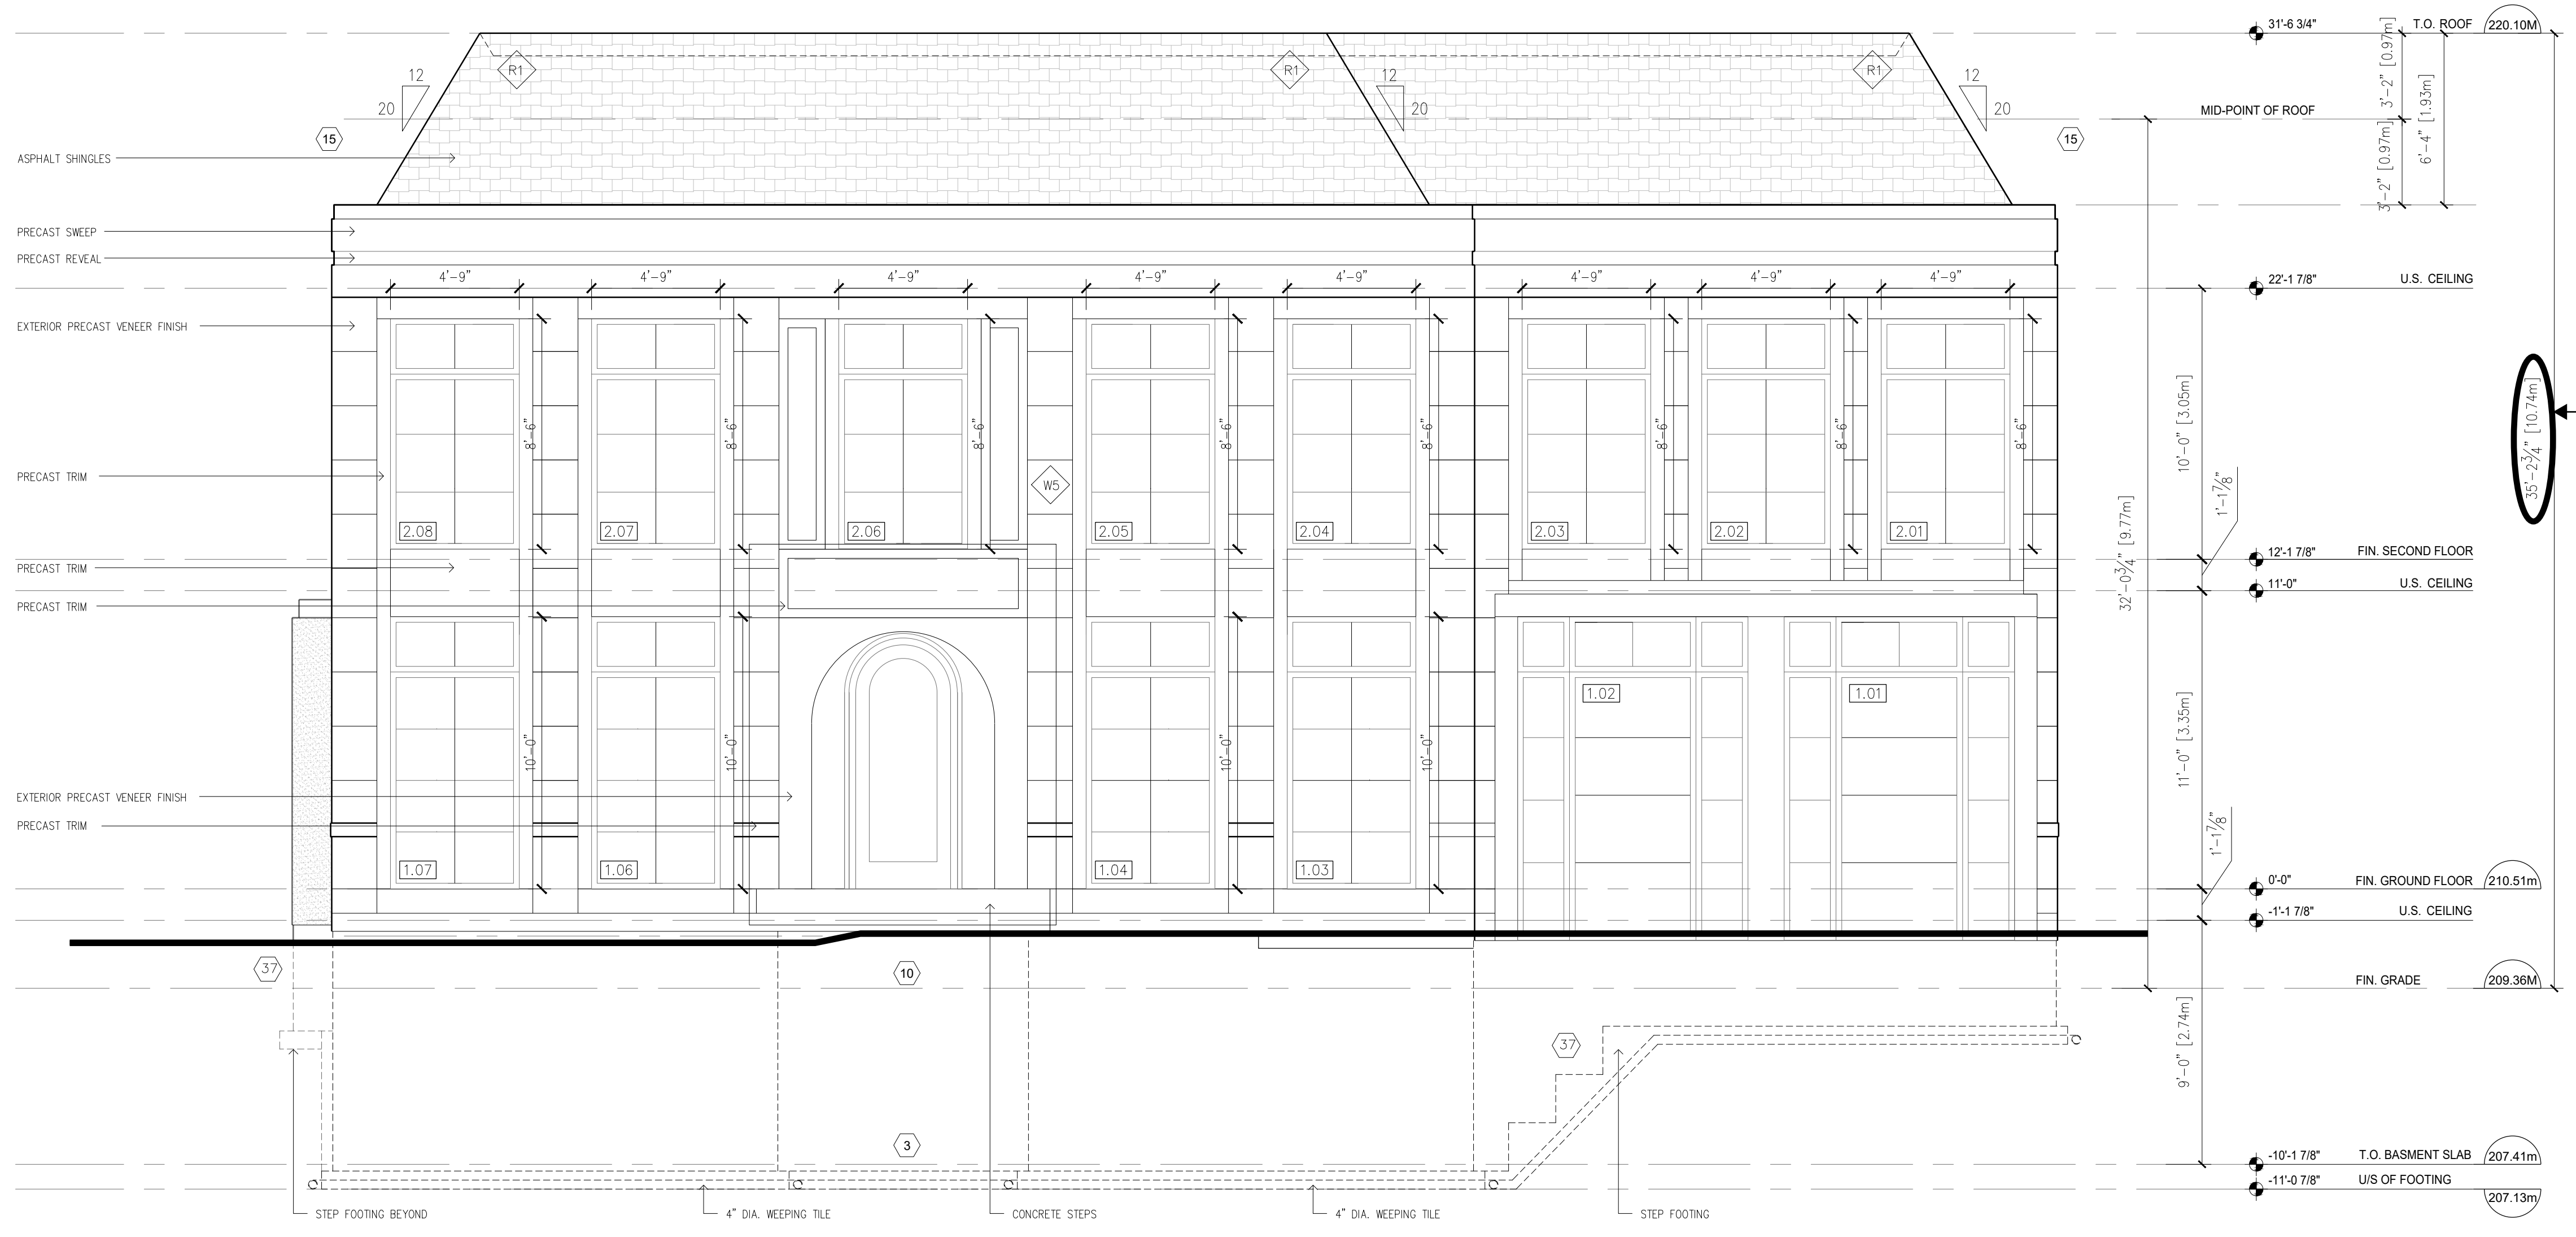 31'-6 3/4" T.O. ROOF 220.10M
R1 R1 R1
12 12 12
20 20 20
3'-2" [0.97m]
6'-4" [1.93m]
MID-POINT OF ROOF
15 15
ASPHALT SHINGLES
3'-2" [0.97m]
PRECAST SWEEP
PRECAST REVEAL
4'-9" 4'-9" 4'-9" 4'-9" 4'-9" 4'-9" 4'-9" 4'-9"
22'-1 7/8" U.S. CEILING
EXTERIOR PRECAST VENEER FINISH
8'-6" 8'-6" 8'-6" 8'-6" 8'-6" 8'-6" 8'-6" 8'-6"
10'-0" [3.05m]
35'-2 3/4" [10.74m]
PRECAST TRIM
W5
1'-1 7/8"
2.08 2.07 2.06 2.05 2.04 2.03 2.02 2.01
32'-0 3/4" [9.77m]
12'-1 7/8" FIN. SECOND FLOOR
PRECAST TRIM
11'-0" U.S. CEILING
PRECAST TRIM
1.02 1.01
10'-0" 10'-0" 10'-0" 10'-0"
11'-0" [3.35m]
EXTERIOR PRECAST VENEER FINISH
PRECAST TRIM
1'-1 7/8"
1.07 1.06 1.04 1.03
0'-0" FIN. GROUND FLOOR 210.51m
-1'-1 7/8" U.S. CEILING
37 10
FIN. GRADE 209.36M
37
9'-0" [2.74m]
3
-10'-1 7/8" T.O. BASMENT SLAB 207.41m
-11'-0 7/8" U/S OF FOOTING
207.13m
STEP FOOTING BEYOND 4" DIA. WEEPING TILE CONCRETE STEPS 4" DIA. WEEPING TILE STEP FOOTING